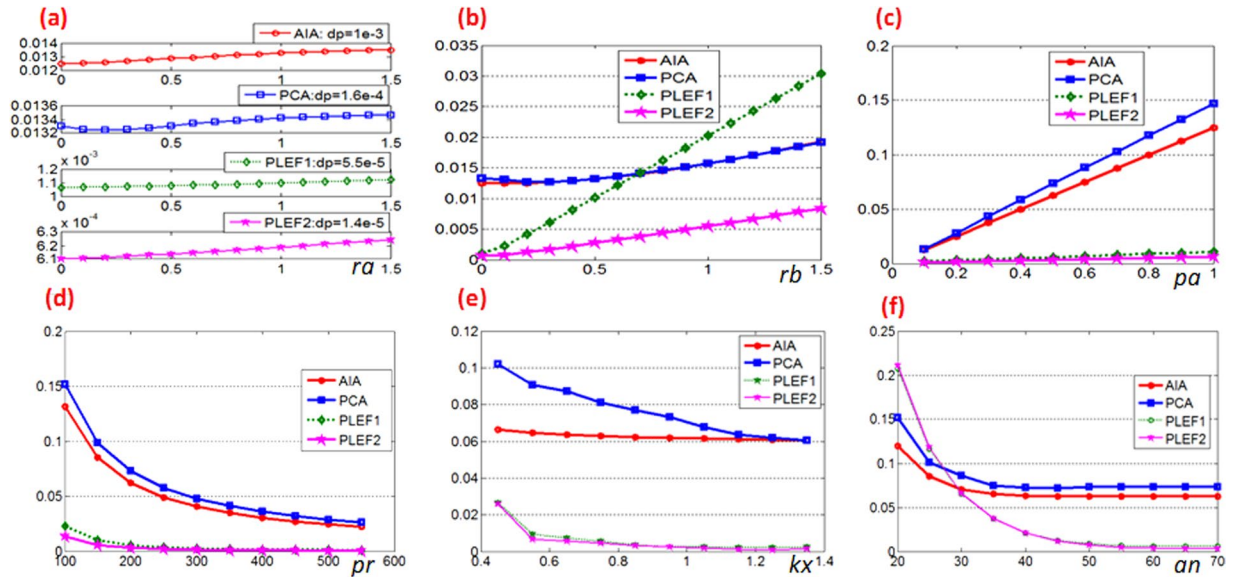 (a)
AIA: dp=1e-3
0.014
0.013
0.012
0 0.5 1 1.5
PCA:dp=1.6e-4
0.0136
0.0134
0.0132
0 0.5 1 1.5
x 10⁻³
PLEF1:dp=5.5e-5
1.2
1.1
1
0 0.5 1 1.5
x 10⁻⁴
PLEF2:dp=1.4e-5
6.3
6.2
6.1
0 0.5 1 1.5
ra
(b)
0.035
0.03
0.025
0.02
0.015
0.01
0.005
0
AIA
PCA
PLEF1
PLEF2
0 0.5 1 1.5
rb
(c)
0.2
0.15
0.1
0.05
0
AIA
PCA
PLEF1
PLEF2
0 0.2 0.4 0.6 0.8 1
pa
(d)
0.2
0.15
0.1
0.05
0
AIA
PCA
PLEF1
PLEF2
100 200 300 400 500 600
pr
(e)
0.12
0.1
0.08
0.06
0.04
0.02
0
AIA
PCA
PLEF1
PLEF2
0.4 0.6 0.8 1 1.2 1.4
kx
(f)
0.25
0.2
0.15
0.1
0.05
0
AIA
PCA
PLEF1
PLEF2
20 30 40 50 60 70
an